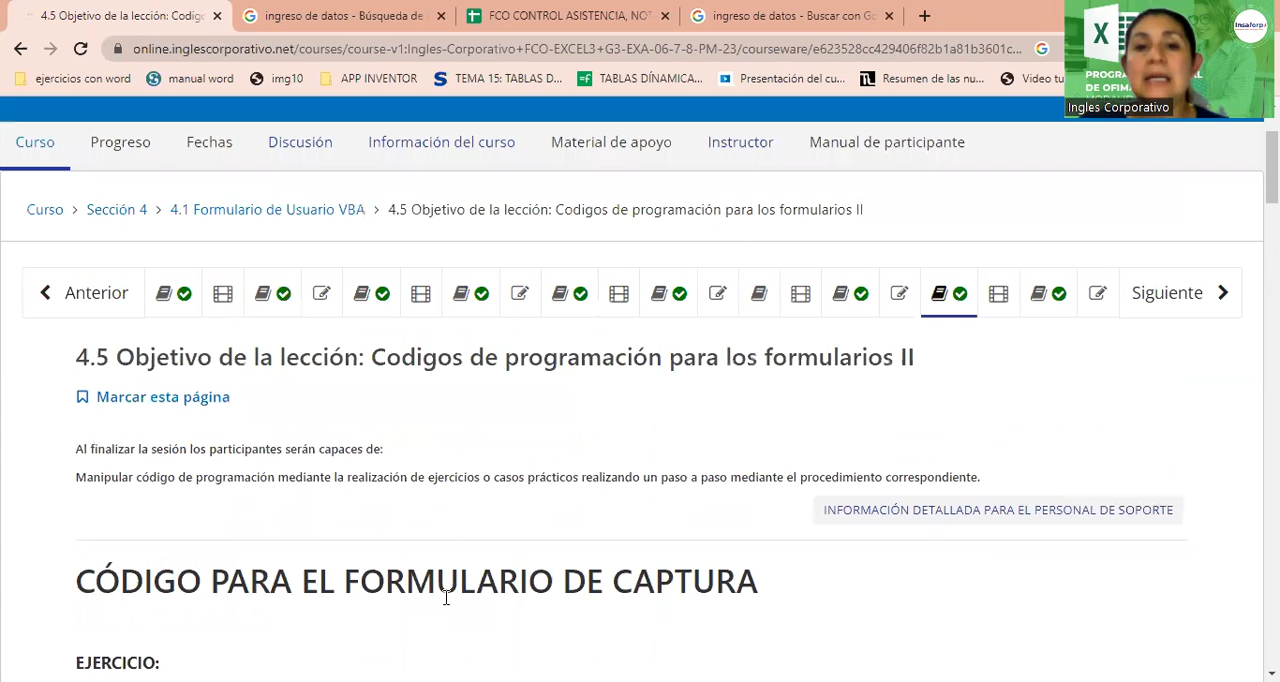 4.5 Objetivo de la lección: Codig
ingreso de datos - Búsqueda de
FCO CONTROL ASISTENCIA, NOT
ingreso de datos - Buscar con Go
online.inglescorporativo.net/courses/course-v1:Ingles-Corporativo+FCO-EXCEL3+G3-EXA-06-7-8-PM-23/courseware/e623528cc429406f82b1a81b3601c...
ejercicios con word
manual word
img10
APP INVENTOR
TEMA 15: TABLAS D...
TABLAS DÍNAMICA...
Presentación del cu...
Resumen de las nu...
Video tu
X
PROGRA
AL
DE OFIM
Insaforp
Ingles Corporativo
Curso
Progreso
Fechas
Discusión
Información del curso
Material de apoyo
Instructor
Manual de participante
Curso > Sección 4 > 4.1 Formulario de Usuario VBA > 4.5 Objetivo de la lección: Codigos de programación para los formularios II
Anterior
Siguiente
4.5 Objetivo de la lección: Codigos de programación para los formularios II
Marcar esta página
Al finalizar la sesión los participantes serán capaces de:
Manipular código de programación mediante la realización de ejercicios o casos prácticos realizando un paso a paso mediante el procedimiento correspondiente.
INFORMACIÓN DETALLADA PARA EL PERSONAL DE SOPORTE
CÓDIGO PARA EL FORMULARIO DE CAPTURA
EJERCICIO: